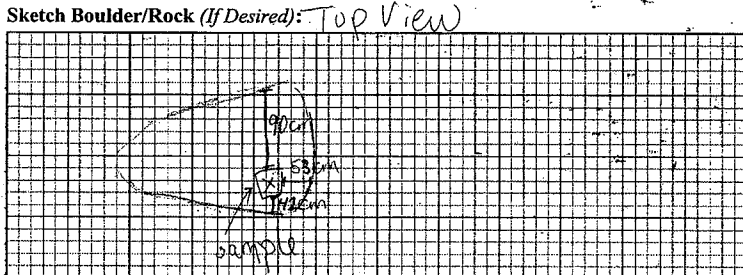 Sketch Boulder/Rock (If Desired): Top View
90cm
53cm
X
42cm
sample